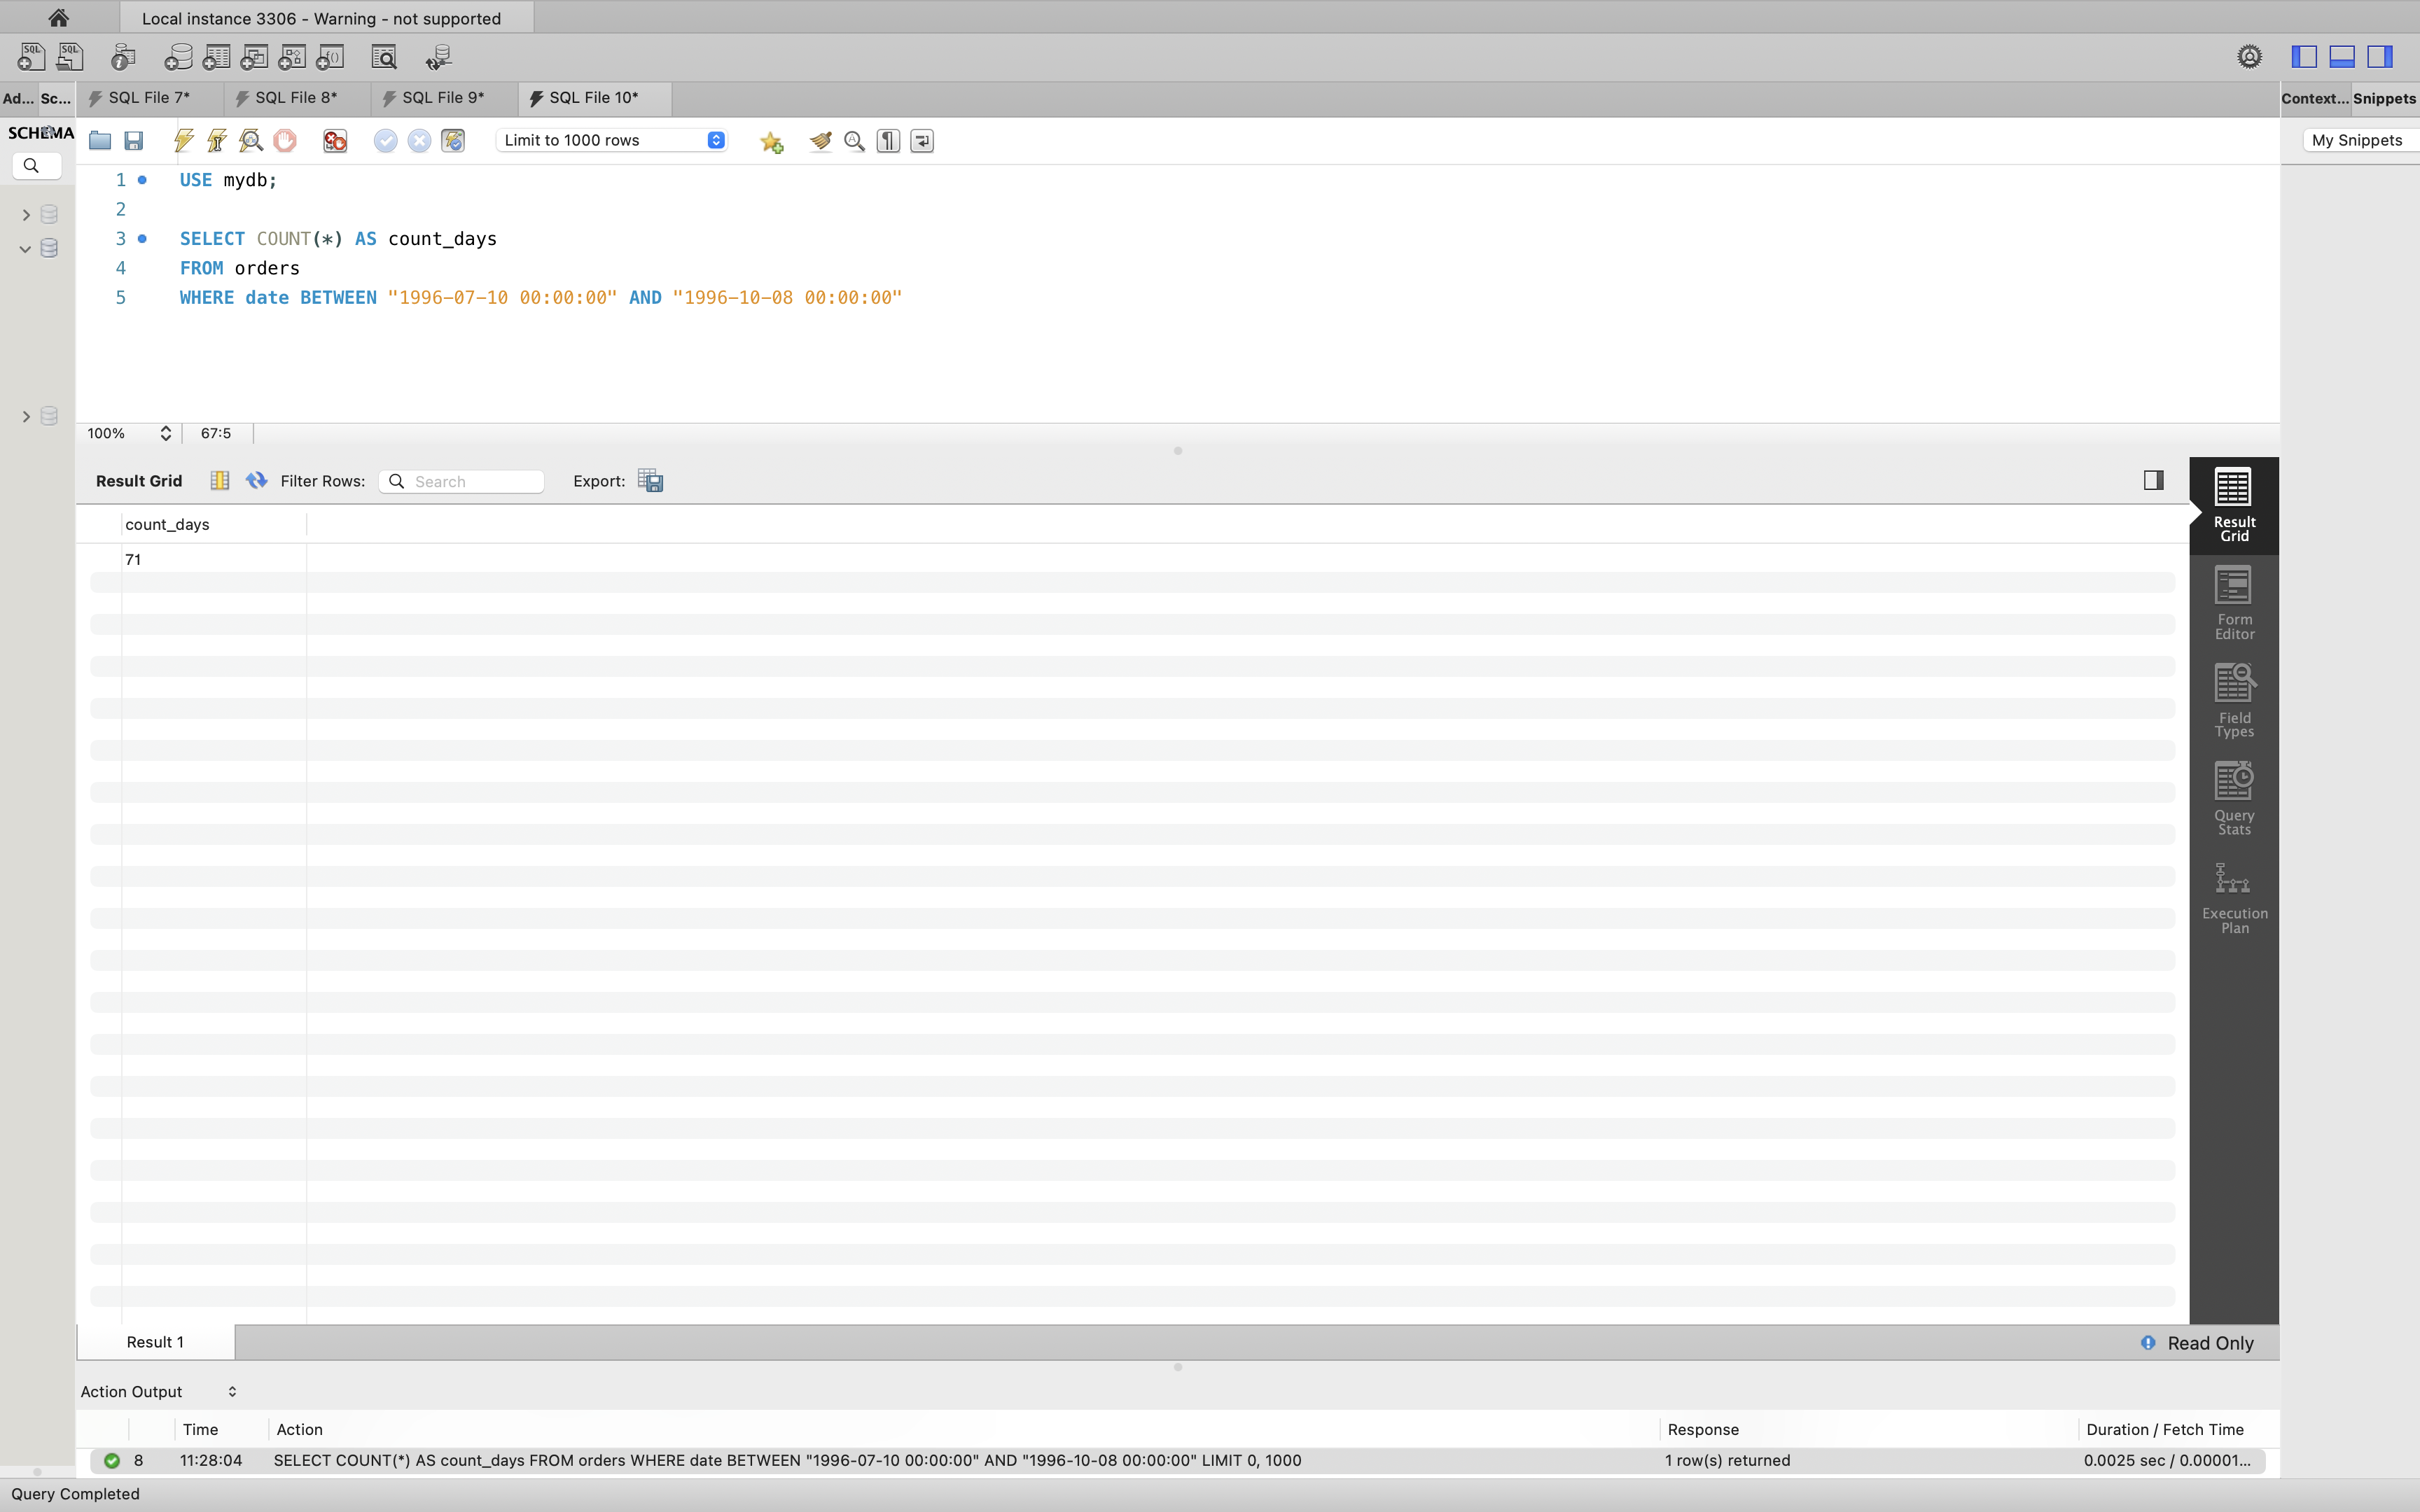 Local instance 3306 - Warning - not supported
SQL SQL
Ad... Sc... SQL File 7* SQL File 8* SQL File 9* SQL File 10* Context... Snippets
SCHEMA Limit to 1000 rows My Snippets
1 USE mydb;
2
3 SELECT COUNT(*) AS count_days
4 FROM orders
5 WHERE date BETWEEN "1996-07-10 00:00:00" AND "1996-10-08 00:00:00"
100% 67:5
Result Grid Filter Rows: Search Export:
count_days
71
Result
Grid
Form
Editor
Field
Types
Query
Stats
Execution
Plan
Result 1 Read Only
Action Output
Time Action Response Duration / Fetch Time
8 11:28:04 SELECT COUNT(*) AS count_days FROM orders WHERE date BETWEEN "1996-07-10 00:00:00" AND "1996-10-08 00:00:00" LIMIT 0, 1000 1 row(s) returned 0.0025 sec / 0.00001...
Query Completed